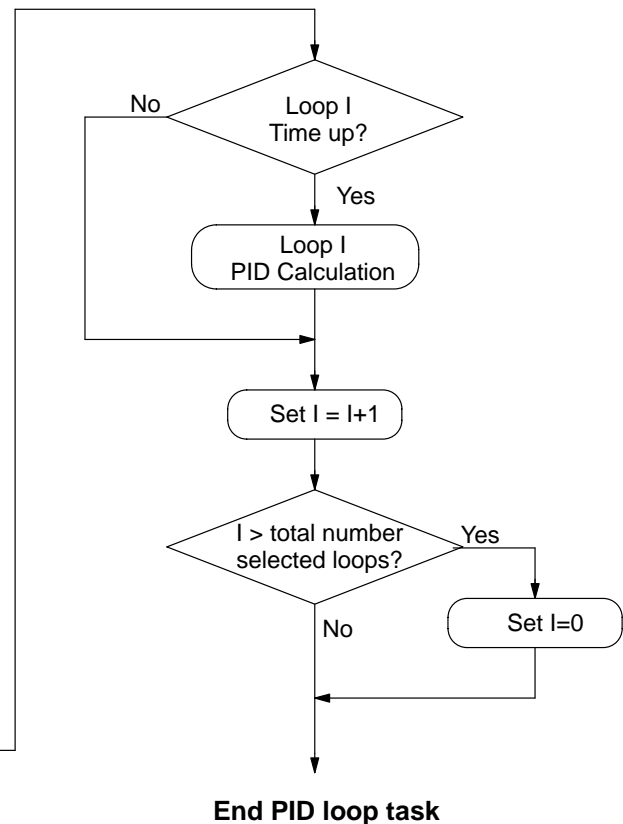 No
Loop I
Time up?
Yes
Loop I
PID Calculation
Set I = I+1
I > total number
selected loops?
Yes
No
Set I=0
End PID loop task